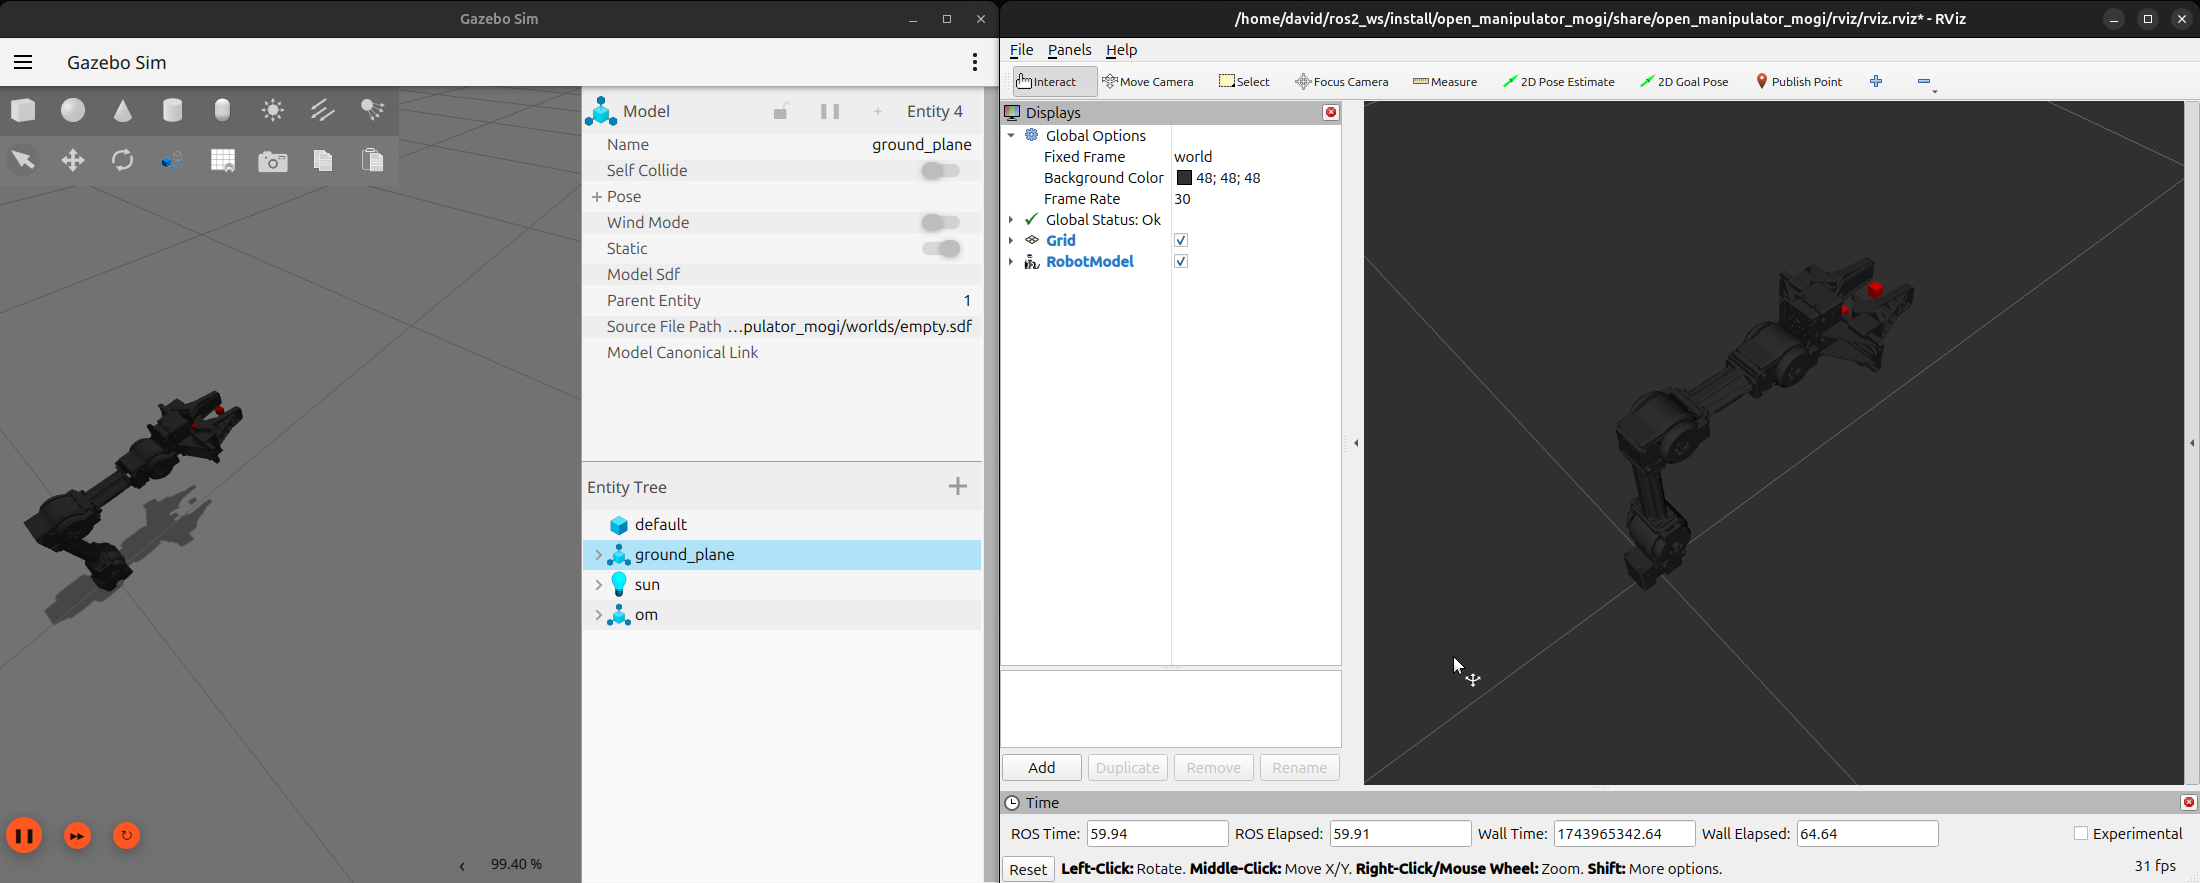 Gazebo Sim
Gazebo Sim
Model
Entity 4
Name ground_plane
Self Collide
Pose
Wind Mode
Static
Model Sdf
Parent Entity 1
Source File Path …pulator_mogi/worlds/empty.sdf
Model Canonical Link
Entity Tree
default
ground_plane
sun
om
99.40 %
/home/david/ros2_ws/install/open_manipulator_mogi/share/open_manipulator_mogi/rviz/rviz.rviz* - RViz
File Panels Help
Interact Move Camera Select Focus Camera Measure 2D Pose Estimate 2D Goal Pose Publish Point
Displays
Global Options
Fixed Frame world
Background Color 48; 48; 48
Frame Rate 30
Global Status: Ok
Grid
RobotModel
Add Duplicate Remove Rename
Time
ROS Time: 59.94 ROS Elapsed: 59.91 Wall Time: 1743965342.64 Wall Elapsed: 64.64 Experimental
Reset Left-Click: Rotate. Middle-Click: Move X/Y. Right-Click/Mouse Wheel: Zoom. Shift: More options. 31 fps